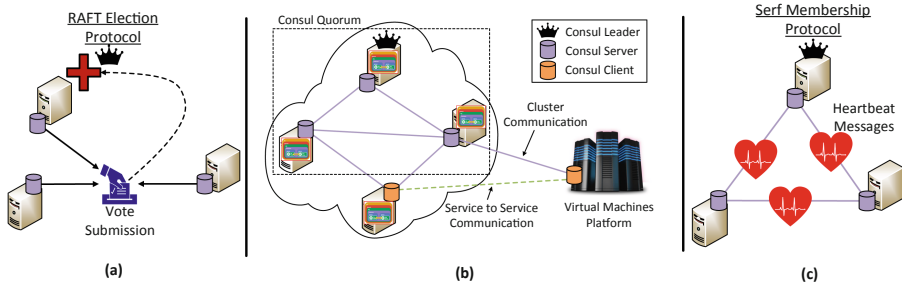 RAFT Election
Protocol
Vote
Submission
(a)
Consul Quorum
Consul Leader
Consul Server
Consul Client
Cluster
Communication
Service to Service
Communication
Virtual Machines
Platform
(b)
Serf Membership
Protocol
Heartbeat
Messages
(c)